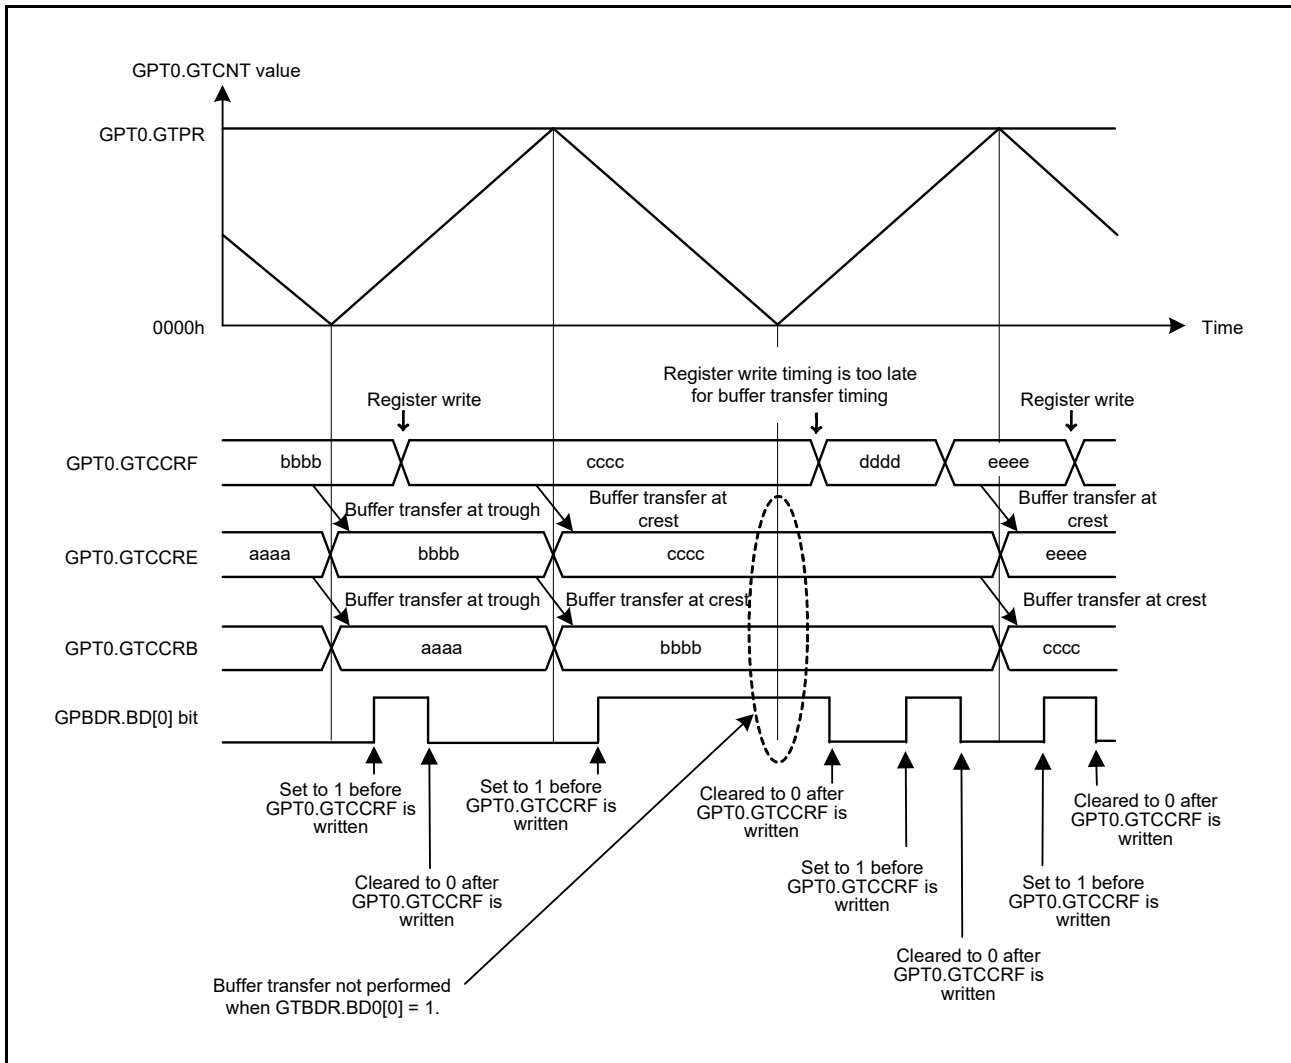 GPT0.GTCNT value
GPT0.GTPR
0000h
Time
Register write timing is too late
for buffer transfer timing
Register write
Register write
GPT0.GTCCRF
bbbb
cccc
dddd
eeee
Buffer transfer at trough
Buffer transfer at
crest
Buffer transfer at
crest
GPT0.GTCCRE
aaaa
bbbb
cccc
eeee
Buffer transfer at trough
Buffer transfer at crest
Buffer transfer at crest
GPT0.GTCCRB
aaaa
bbbb
cccc
GPBDR.BD[0] bit
Set to 1 before
GPT0.GTCCRF is
written
Set to 1 before
GPT0.GTCCRF is
written
Cleared to 0 after
GPT0.GTCCRF is
written
Cleared to 0 after
GPT0.GTCCRF is
written
Cleared to 0 after
GPT0.GTCCRF is
written
Set to 1 before
GPT0.GTCCRF is
written
Set to 1 before
GPT0.GTCCRF is
written
Cleared to 0 after
GPT0.GTCCRF is
written
Buffer transfer not performed
when GTBDR.BD0[0] = 1.